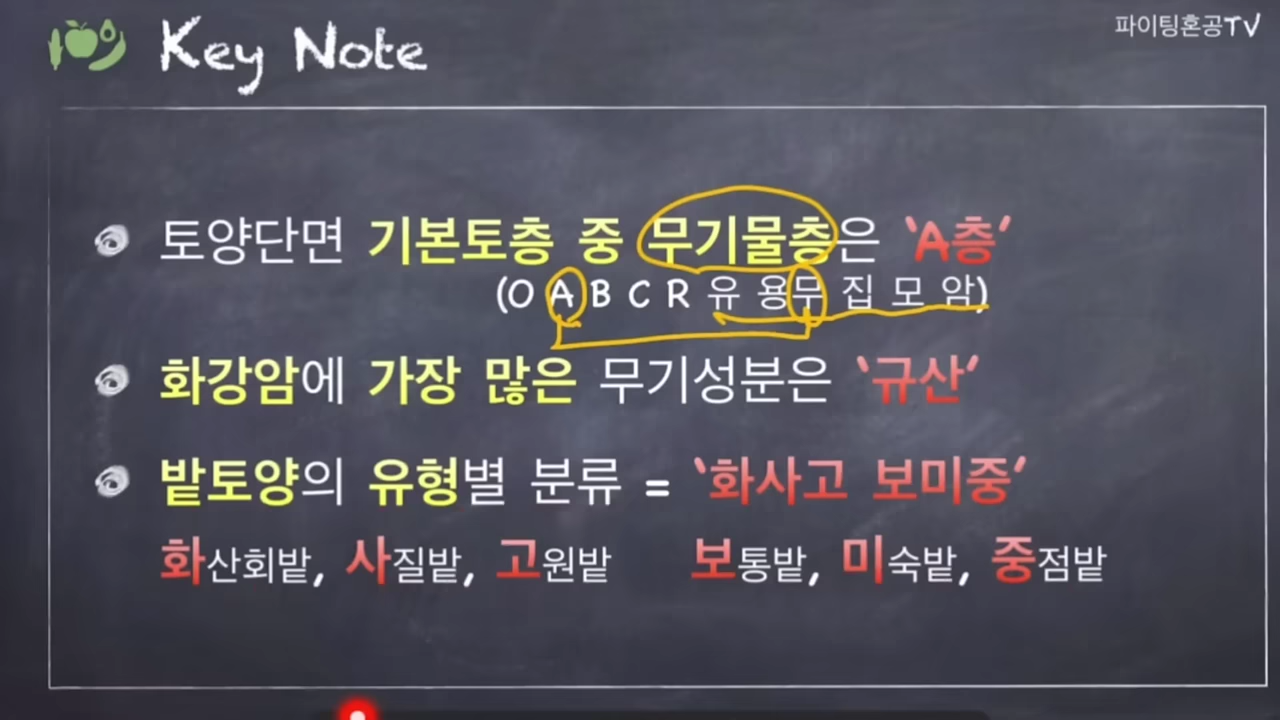 파이팅혼공TV
Key Note
토양단면 기본토층 중 무기물층은 ‘A층’
(O A B C R 유 용무 집 모 암)
화강암에 가장 많은 무기성분은 ‘규산’
밭토양의 유형별 분류 = ‘화사고 보미중’
화산회밭, 사질밭, 고원밭 보통밭, 미숙밭, 중점밭